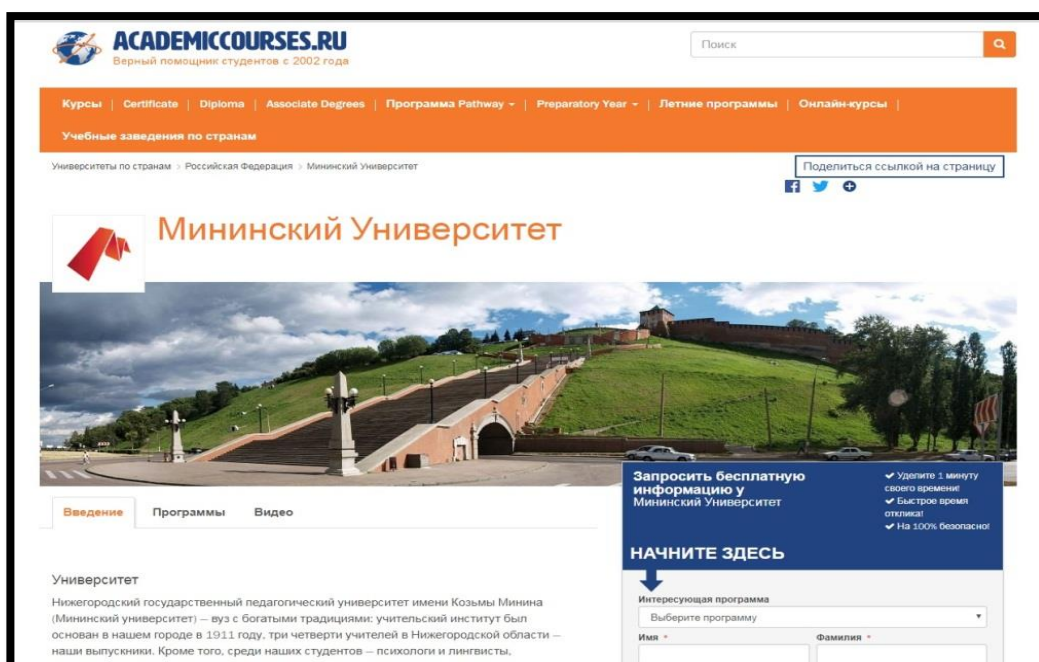 ACADEMICCOURSES.RU
Верный помощник студентов с 2002 года
Поиск
Курсы | Certificate | Diploma | Associate Degrees | Программа Pathway | Preparatory Year | Летние программы | Онлайн-курсы |
Учебные заведения по странам
Университеты по странам > Российская Федерация > Мининский Университет
Поделиться ссылкой на страницу
Мининский Университет
Запросить бесплатную
информацию у
Мининский Университет
✔ Уделите 1 минуту
своего времени!
✔ Быстрое время
отклика!
✔ На 100% безопасно!
НАЧНИТЕ ЗДЕСЬ
Введение Программы Видео
Университет
Нижегородский государственный педагогический университет имени Козьмы Минина
(Мининский университет) – вуз с богатыми традициями: учительский институт был
основан в нашем городе в 1911 году, три четверти учителей в Нижегородской области –
наши выпускники. Кроме того, среди наших студентов – психологи и лингвисты,
Интересующая программа
Выберите программу
Имя * Фамилия *